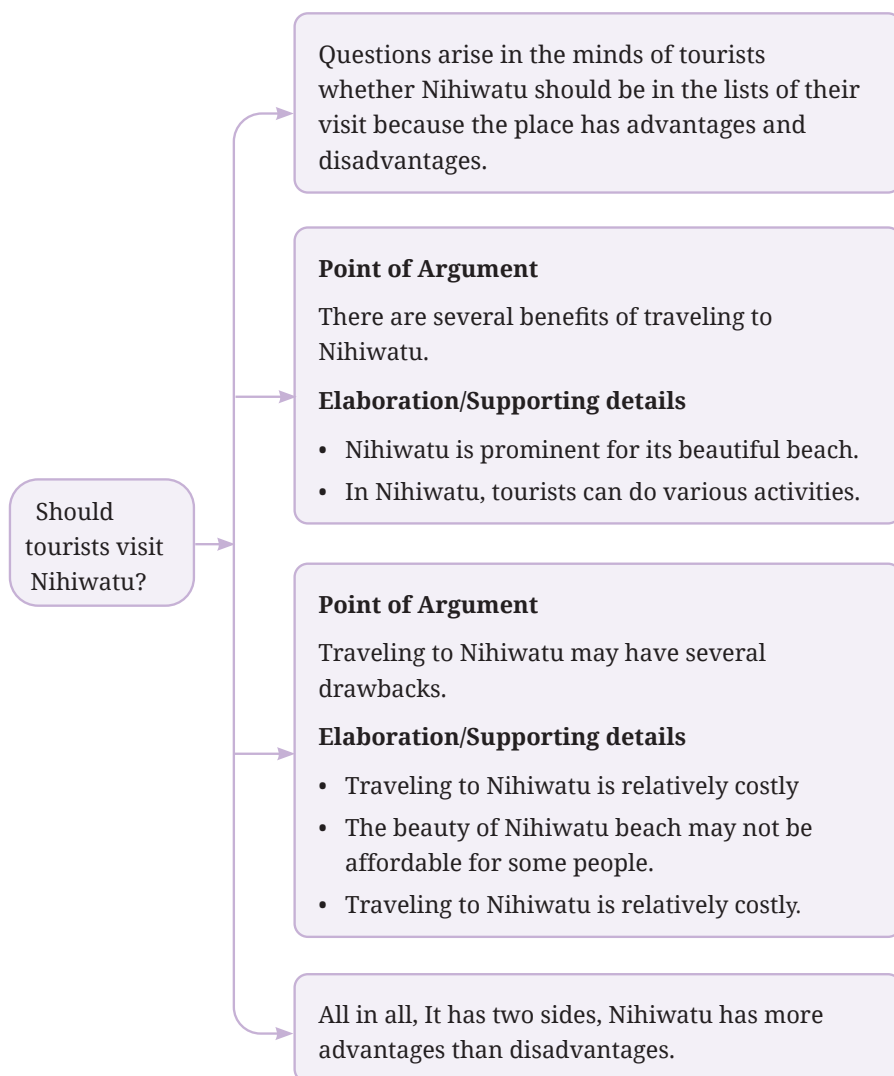 Questions arise in the minds of tourists
whether Nihiwatu should be in the lists of their
visit because the place has advantages and
disadvantages.
Point of Argument
There are several benefits of traveling to
Nihiwatu.
Elaboration/Supporting details
• Nihiwatu is prominent for its beautiful beach.
• In Nihiwatu, tourists can do various activities.
Should
tourists visit
Nihiwatu?
Point of Argument
Traveling to Nihiwatu may have several
drawbacks.
Elaboration/Supporting details
• Traveling to Nihiwatu is relatively costly
• The beauty of Nihiwatu beach may not be
affordable for some people.
• Traveling to Nihiwatu is relatively costly.
All in all, It has two sides, Nihiwatu has more
advantages than disadvantages.